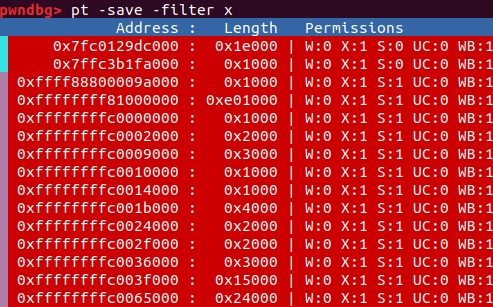 pwndbg> pt -save -filter x
Address : Length Permissions
0x7fc0129dc000 : 0x1e000 | W:0 X:1 S:0 UC:0 WB:1
0x7ffc3b1fa000 : 0x1000 | W:0 X:1 S:0 UC:0 WB:1
0xffff88800009a000 : 0x1000 | W:0 X:1 S:1 UC:0 WB:1
0xffffffff81000000 : 0xe01000 | W:0 X:1 S:1 UC:0 WB:1
0xffffffffc0000000 : 0x1000 | W:0 X:1 S:1 UC:0 WB:1
0xffffffffc0002000 : 0x2000 | W:0 X:1 S:1 UC:0 WB:1
0xffffffffc0009000 : 0x3000 | W:0 X:1 S:1 UC:0 WB:1
0xffffffffc0010000 : 0x1000 | W:0 X:1 S:1 UC:0 WB:1
0xffffffffc0014000 : 0x1000 | W:0 X:1 S:1 UC:0 WB:1
0xffffffffc001b000 : 0x4000 | W:0 X:1 S:1 UC:0 WB:1
0xffffffffc0024000 : 0x2000 | W:0 X:1 S:1 UC:0 WB:1
0xffffffffc002f000 : 0x2000 | W:0 X:1 S:1 UC:0 WB:1
0xffffffffc0036000 : 0x3000 | W:0 X:1 S:1 UC:0 WB:1
0xffffffffc003f000 : 0x15000 | W:0 X:1 S:1 UC:0 WB:1
0xffffffffc0065000 : 0x24000 | W:0 X:1 S:1 UC:0 WB:1